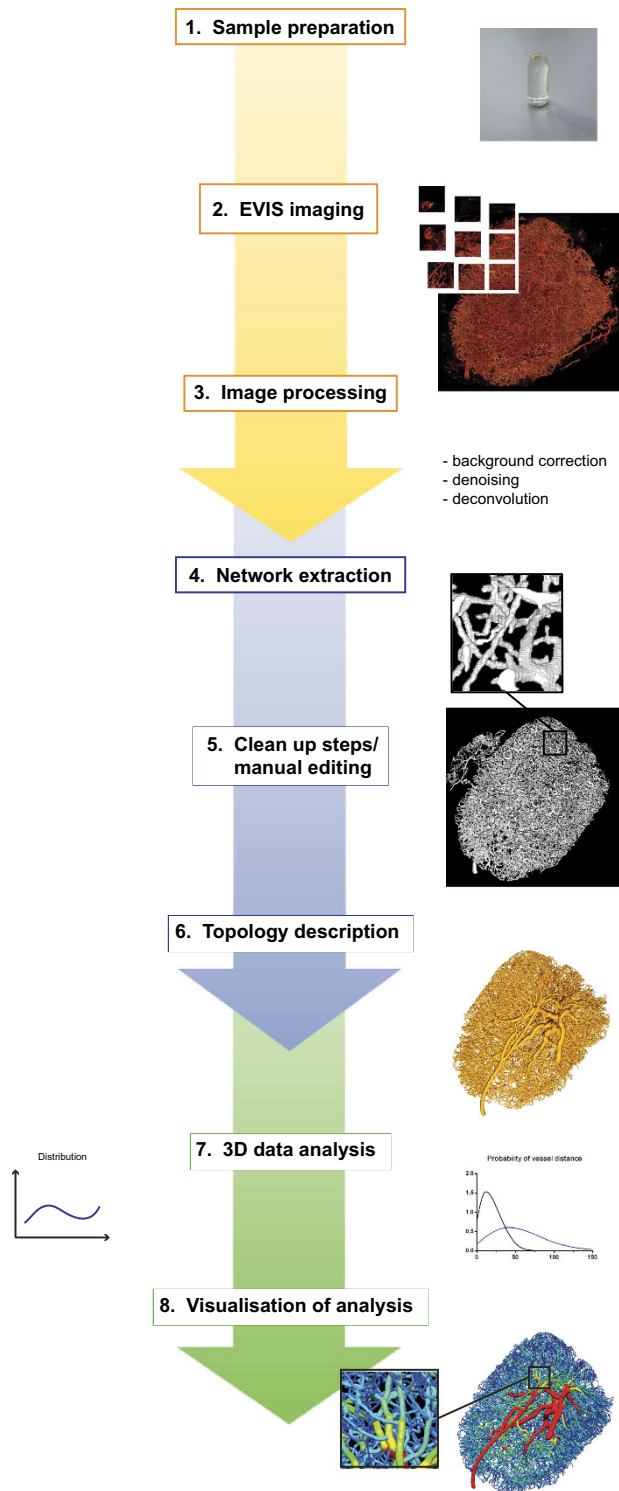 1. Sample preparation
2. EVIS imaging
3. Image processing
- background correction
- denoising
- deconvolution
4. Network extraction
5. Clean up steps/
manual editing
6. Topology description
7. 3D data analysis
Distribution
Probability of vessel distance
2.0
1.5
1.0
0.5
0.0
0 50 100 150
8. Visualisation of analysis